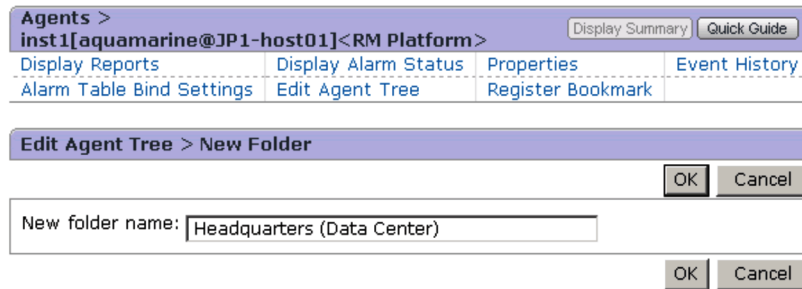 Agents >
inst1[aquamarine@JP1-host01]<RM Platform>
Display Summary Quick Guide
Display Reports Display Alarm Status Properties Event History
Alarm Table Bind Settings Edit Agent Tree Register Bookmark
Edit Agent Tree > New Folder
OK Cancel
New folder name: Headquarters (Data Center)
OK Cancel